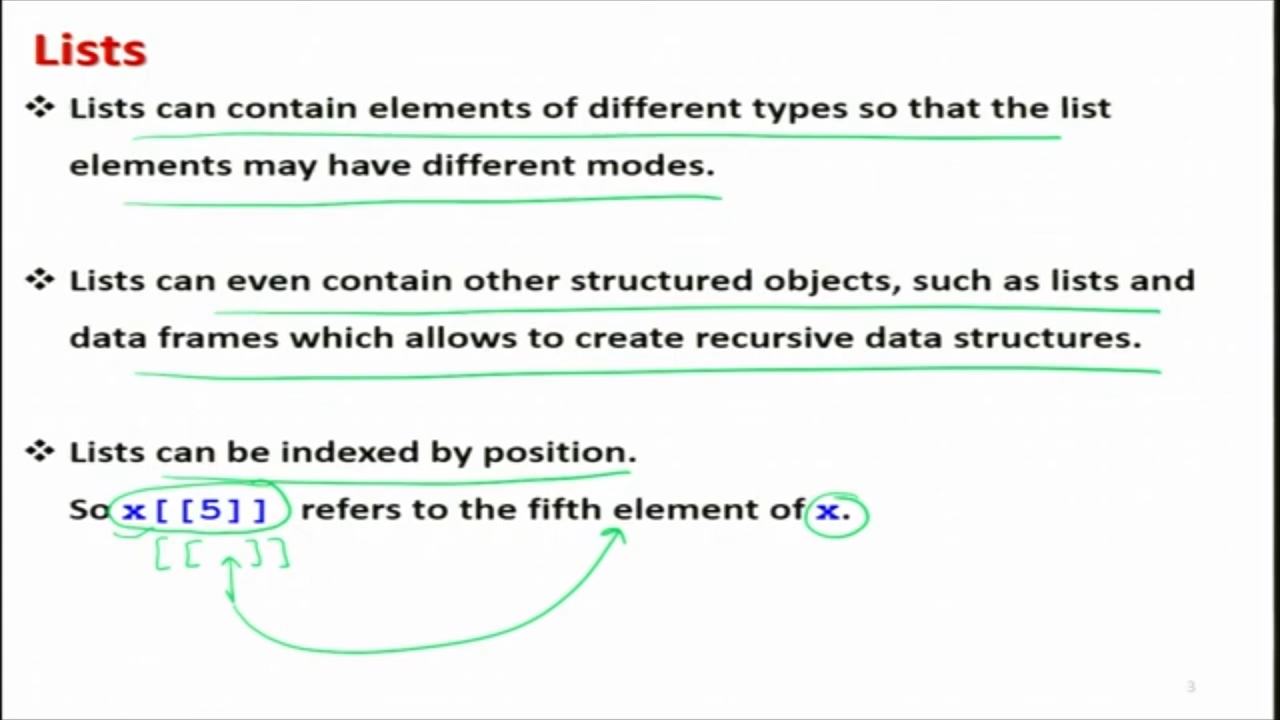 Lists
❖ Lists can contain elements of different types so that the list
elements may have different modes.
❖ Lists can even contain other structured objects, such as lists and
data frames which allows to create recursive data structures.
❖ Lists can be indexed by position.
So x[[5]] refers to the fifth element of x.
[[ ]]
3